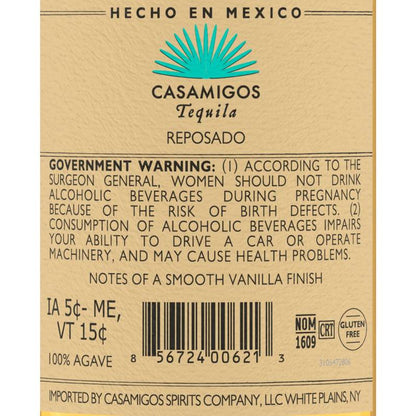 HECHO EN MEXICO
CASAMIGOS
Tequila
REPOSADO
GOVERNMENT WARNING: (1) ACCORDING TO THE
SURGEON GENERAL, WOMEN SHOULD NOT DRINK
ALCOHOLIC BEVERAGES DURING PREGNANCY
BECAUSE OF THE RISK OF BIRTH DEFECTS. (2)
CONSUMPTION OF ALCOHOLIC BEVERAGES IMPAIRS
YOUR ABILITY TO DRIVE A CAR OR OPERATE
MACHINERY, AND MAY CAUSE HEALTH PROBLEMS.
NOTES OF A SMOOTH VANILLA FINISH
IA 5¢- ME,
VT 15¢
100% AGAVE
8 56724 00621 3
NOM
1609
CRT
GLUTEN
FREE
IMPORTED BY CASAMIGOS SPIRITS COMPANY, LLC WHITE PLAINS, NY